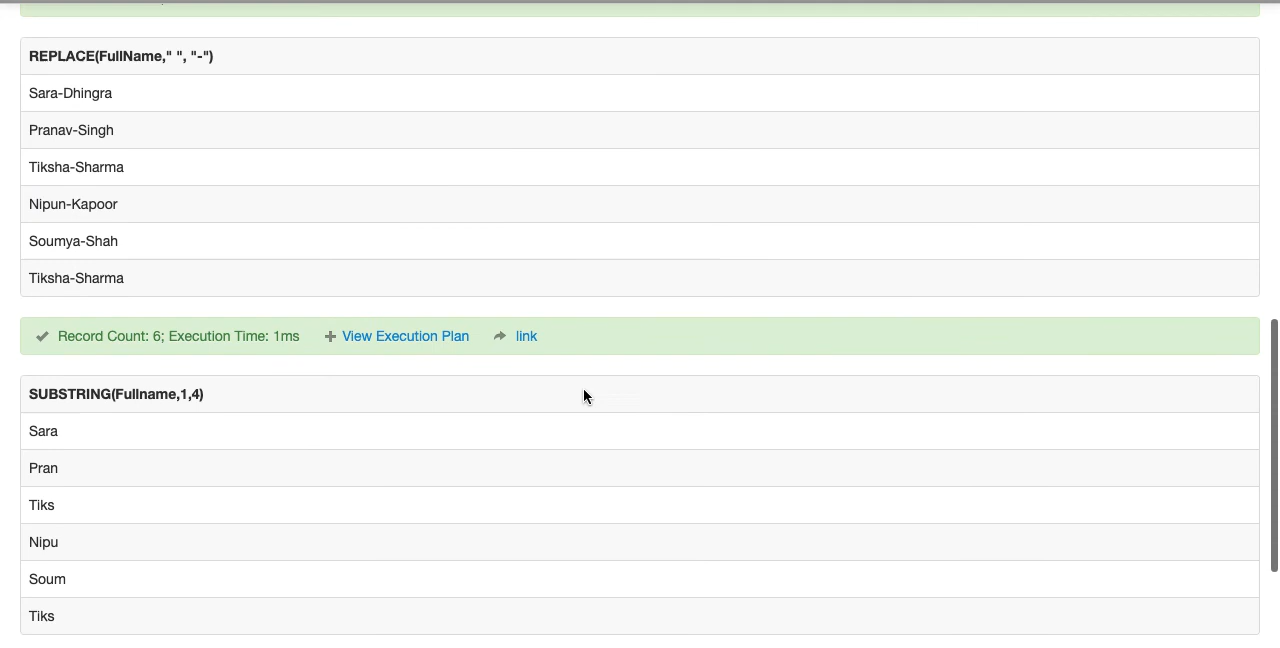 REPLACE(FullName," ", "-")
Sara-Dhingra
Pranav-Singh
Tiksha-Sharma
Nipun-Kapoor
Soumya-Shah
Tiksha-Sharma
Record Count: 6; Execution Time: 1ms View Execution Plan link
SUBSTRING(Fullname,1,4)
Sara
Pran
Tiks
Nipu
Soum
Tiks